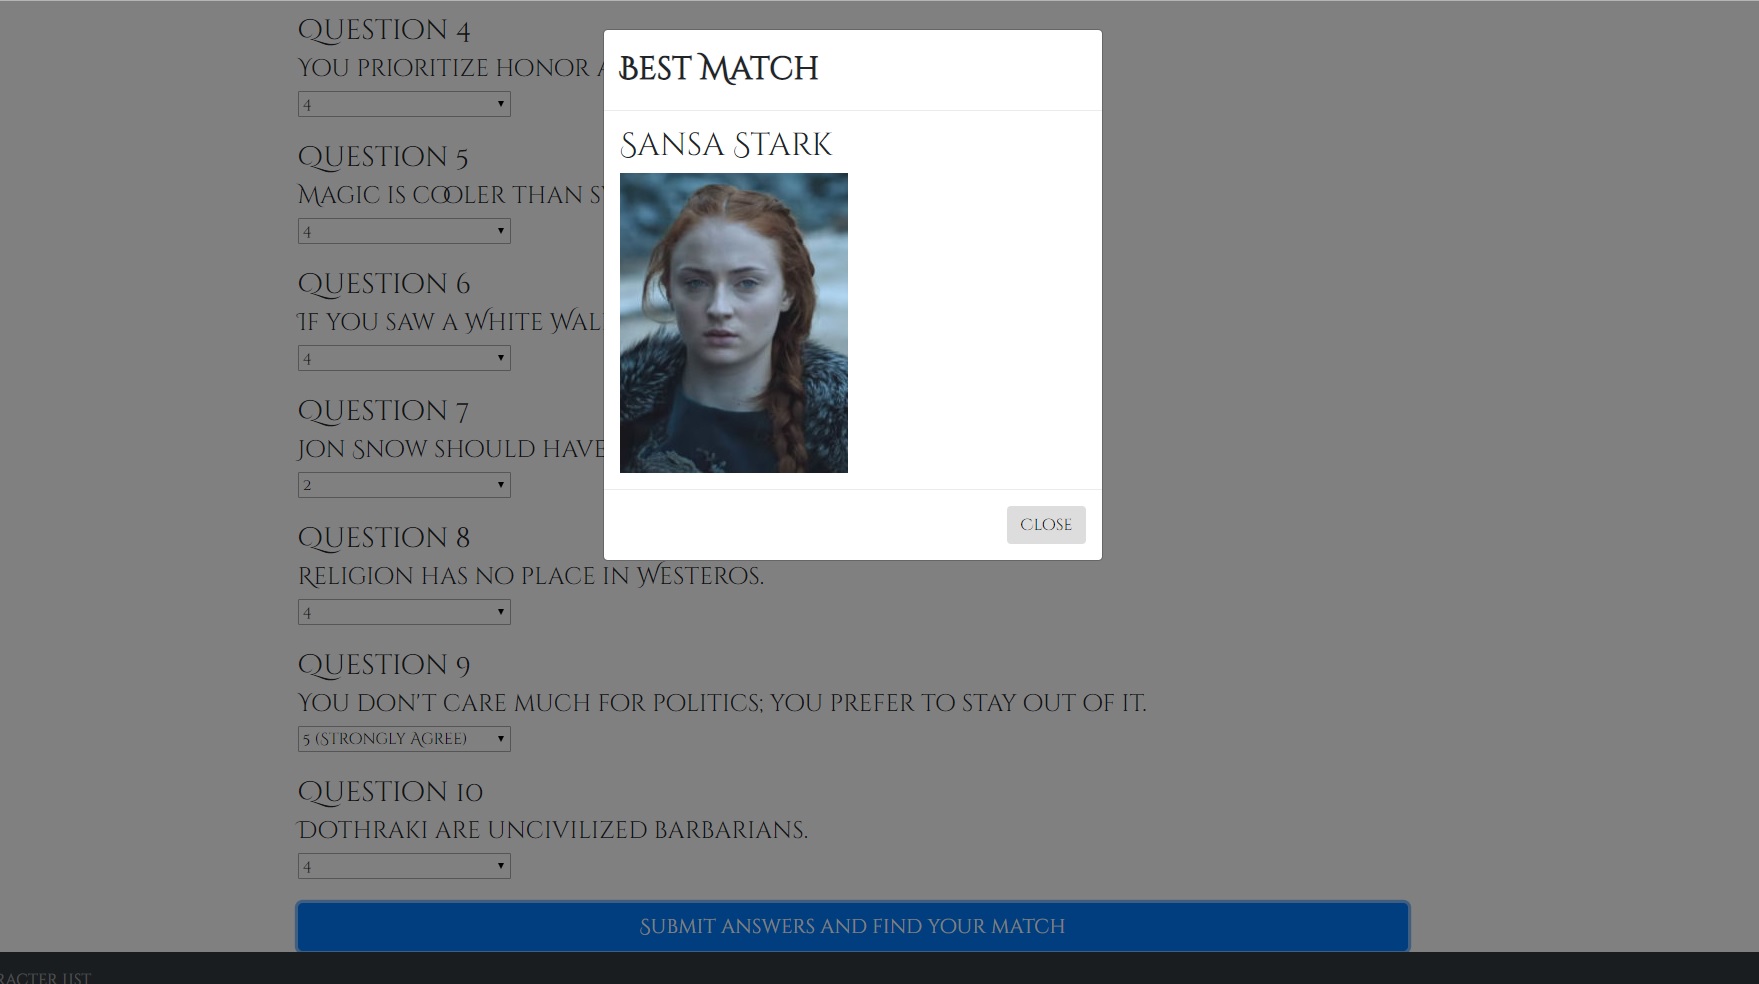 Question 4
You prioritize honor
4
Question 5
Magic is cooler than
4
Question 6
If you saw a White
4
Question 7
Jon Snow should have
2
Question 8
Religion has no place in Westeros.
4
Question 9
You don't care much for politics; you prefer to stay out of it.
5 (Strongly Agree)
Question 10
Dothraki are uncivilized barbarians.
4
Submit answers and find your match
Best Match
Sansa Stark
Close
list